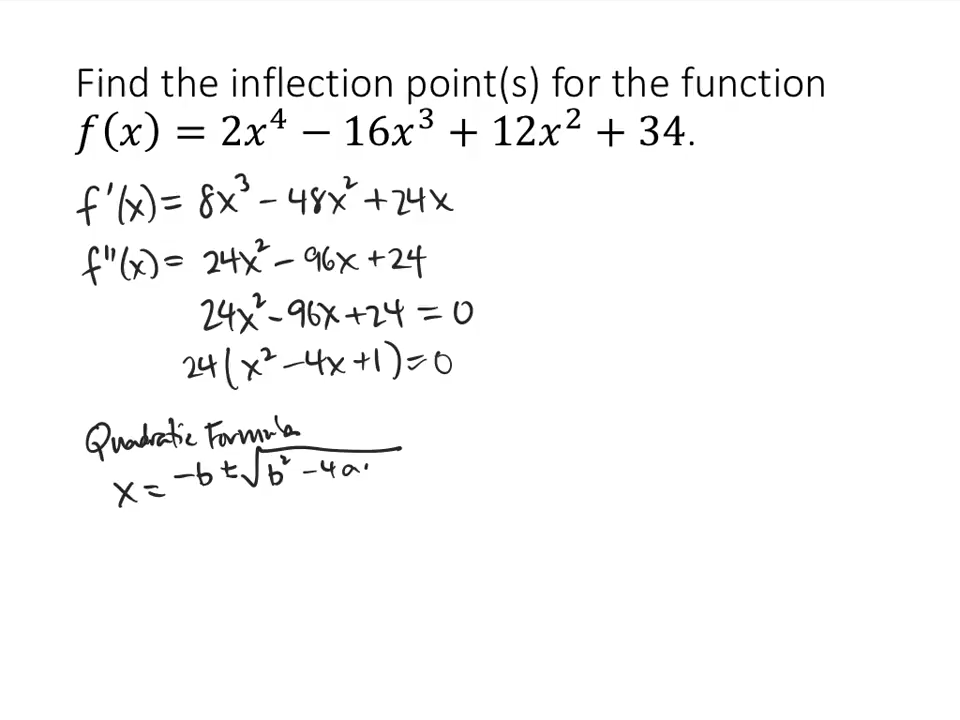 Find the inflection point(s) for the function
f(x) = 2x⁴ − 16x³ + 12x² + 34.
f'(x) = 8x³ − 48x² + 24x
f''(x) = 24x² − 96x + 24
24x² − 96x + 24 = 0
24(x² − 4x + 1) = 0
Quadratic Formula
x = −b ± √b² − 4a